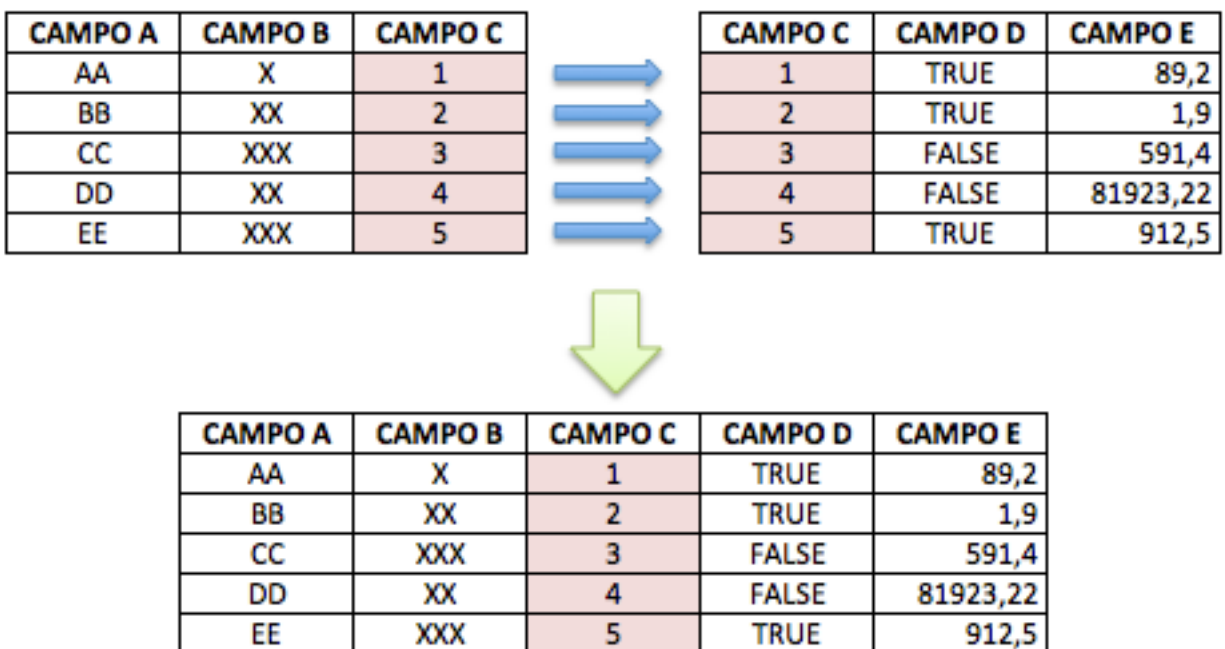 CAMPO A CAMPO B CAMPO C CAMPO C CAMPO D CAMPO E
AA X 1 1 TRUE 89,2
BB XX 2 2 TRUE 1,9
CC XXX 3 3 FALSE 591,4
DD XX 4 4 FALSE 81923,22
EE XXX 5 5 TRUE 912,5
CAMPO A CAMPO B CAMPO C CAMPO D CAMPO E
AA X 1 TRUE 89,2
BB XX 2 TRUE 1,9
CC XXX 3 FALSE 591,4
DD XX 4 FALSE 81923,22
EE XXX 5 TRUE 912,5